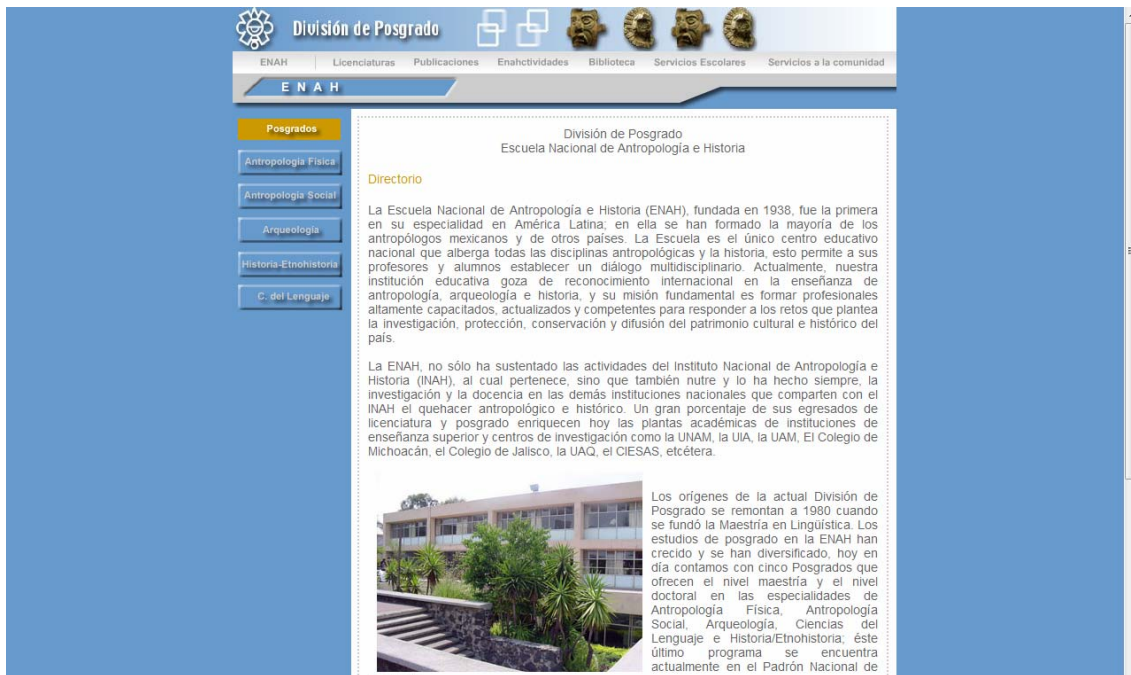 División de Posgrado
ENAH Licenciaturas Publicaciones Enahctividades Biblioteca Servicios Escolares Servicios a la comunidad
ENAH
Posgrados
Antropología Física
Antropología Social
Arqueología
Historia-Etnohistoria
C. del Lenguaje
División de Posgrado
Escuela Nacional de Antropología e Historia
Directorio
La Escuela Nacional de Antropología e Historia (ENAH), fundada en 1938, fue la primera
en su especialidad en América Latina; en ella se han formado la mayoría de los
antropólogos mexicanos y de otros países. La Escuela es el único centro educativo
nacional que alberga todas las disciplinas antropológicas y la historia, esto permite a sus
profesores y alumnos establecer un diálogo multidisciplinario. Actualmente, nuestra
institución educativa goza de reconocimiento internacional en la enseñanza de
antropología, arqueología e historia, y su misión fundamental es formar profesionales
altamente capacitados, actualizados y competentes para responder a los retos que plantea
la investigación, protección, conservación y difusión del patrimonio cultural e histórico del
país.
La ENAH, no sólo ha sustentado las actividades del Instituto Nacional de Antropología e
Historia (INAH), al cual pertenece, sino que también nutre y lo ha hecho siempre, la
investigación y la docencia en las demás instituciones nacionales que comparten con el
INAH el quehacer antropológico e histórico. Un gran porcentaje de sus egresados de
licenciatura y posgrado enriquecen hoy las plantas académicas de instituciones de
enseñanza superior y centros de investigación como la UNAM, la UIA, la UAM, El Colegio de
Michoacán, el Colegio de Jalisco, la UAQ, el CIESAS, etcétera.
Los orígenes de la actual División de
Posgrado se remontan a 1980 cuando
se fundó la Maestría en Lingüística. Los
estudios de posgrado en la ENAH han
crecido y se han diversificado, hoy en
día contamos con cinco Posgrados que
ofrecen el nivel maestría y el nivel
doctoral en las especialidades de
Antropología Física, Antropología
Social, Arqueología, Ciencias del
Lenguaje e Historia/Etnohistoria; éste
último programa se encuentra
actualmente en el Padrón Nacional de